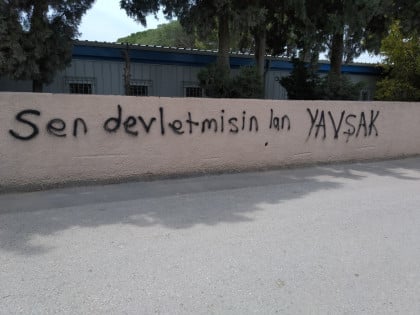 Sen devletmisin lan YAVŞAK